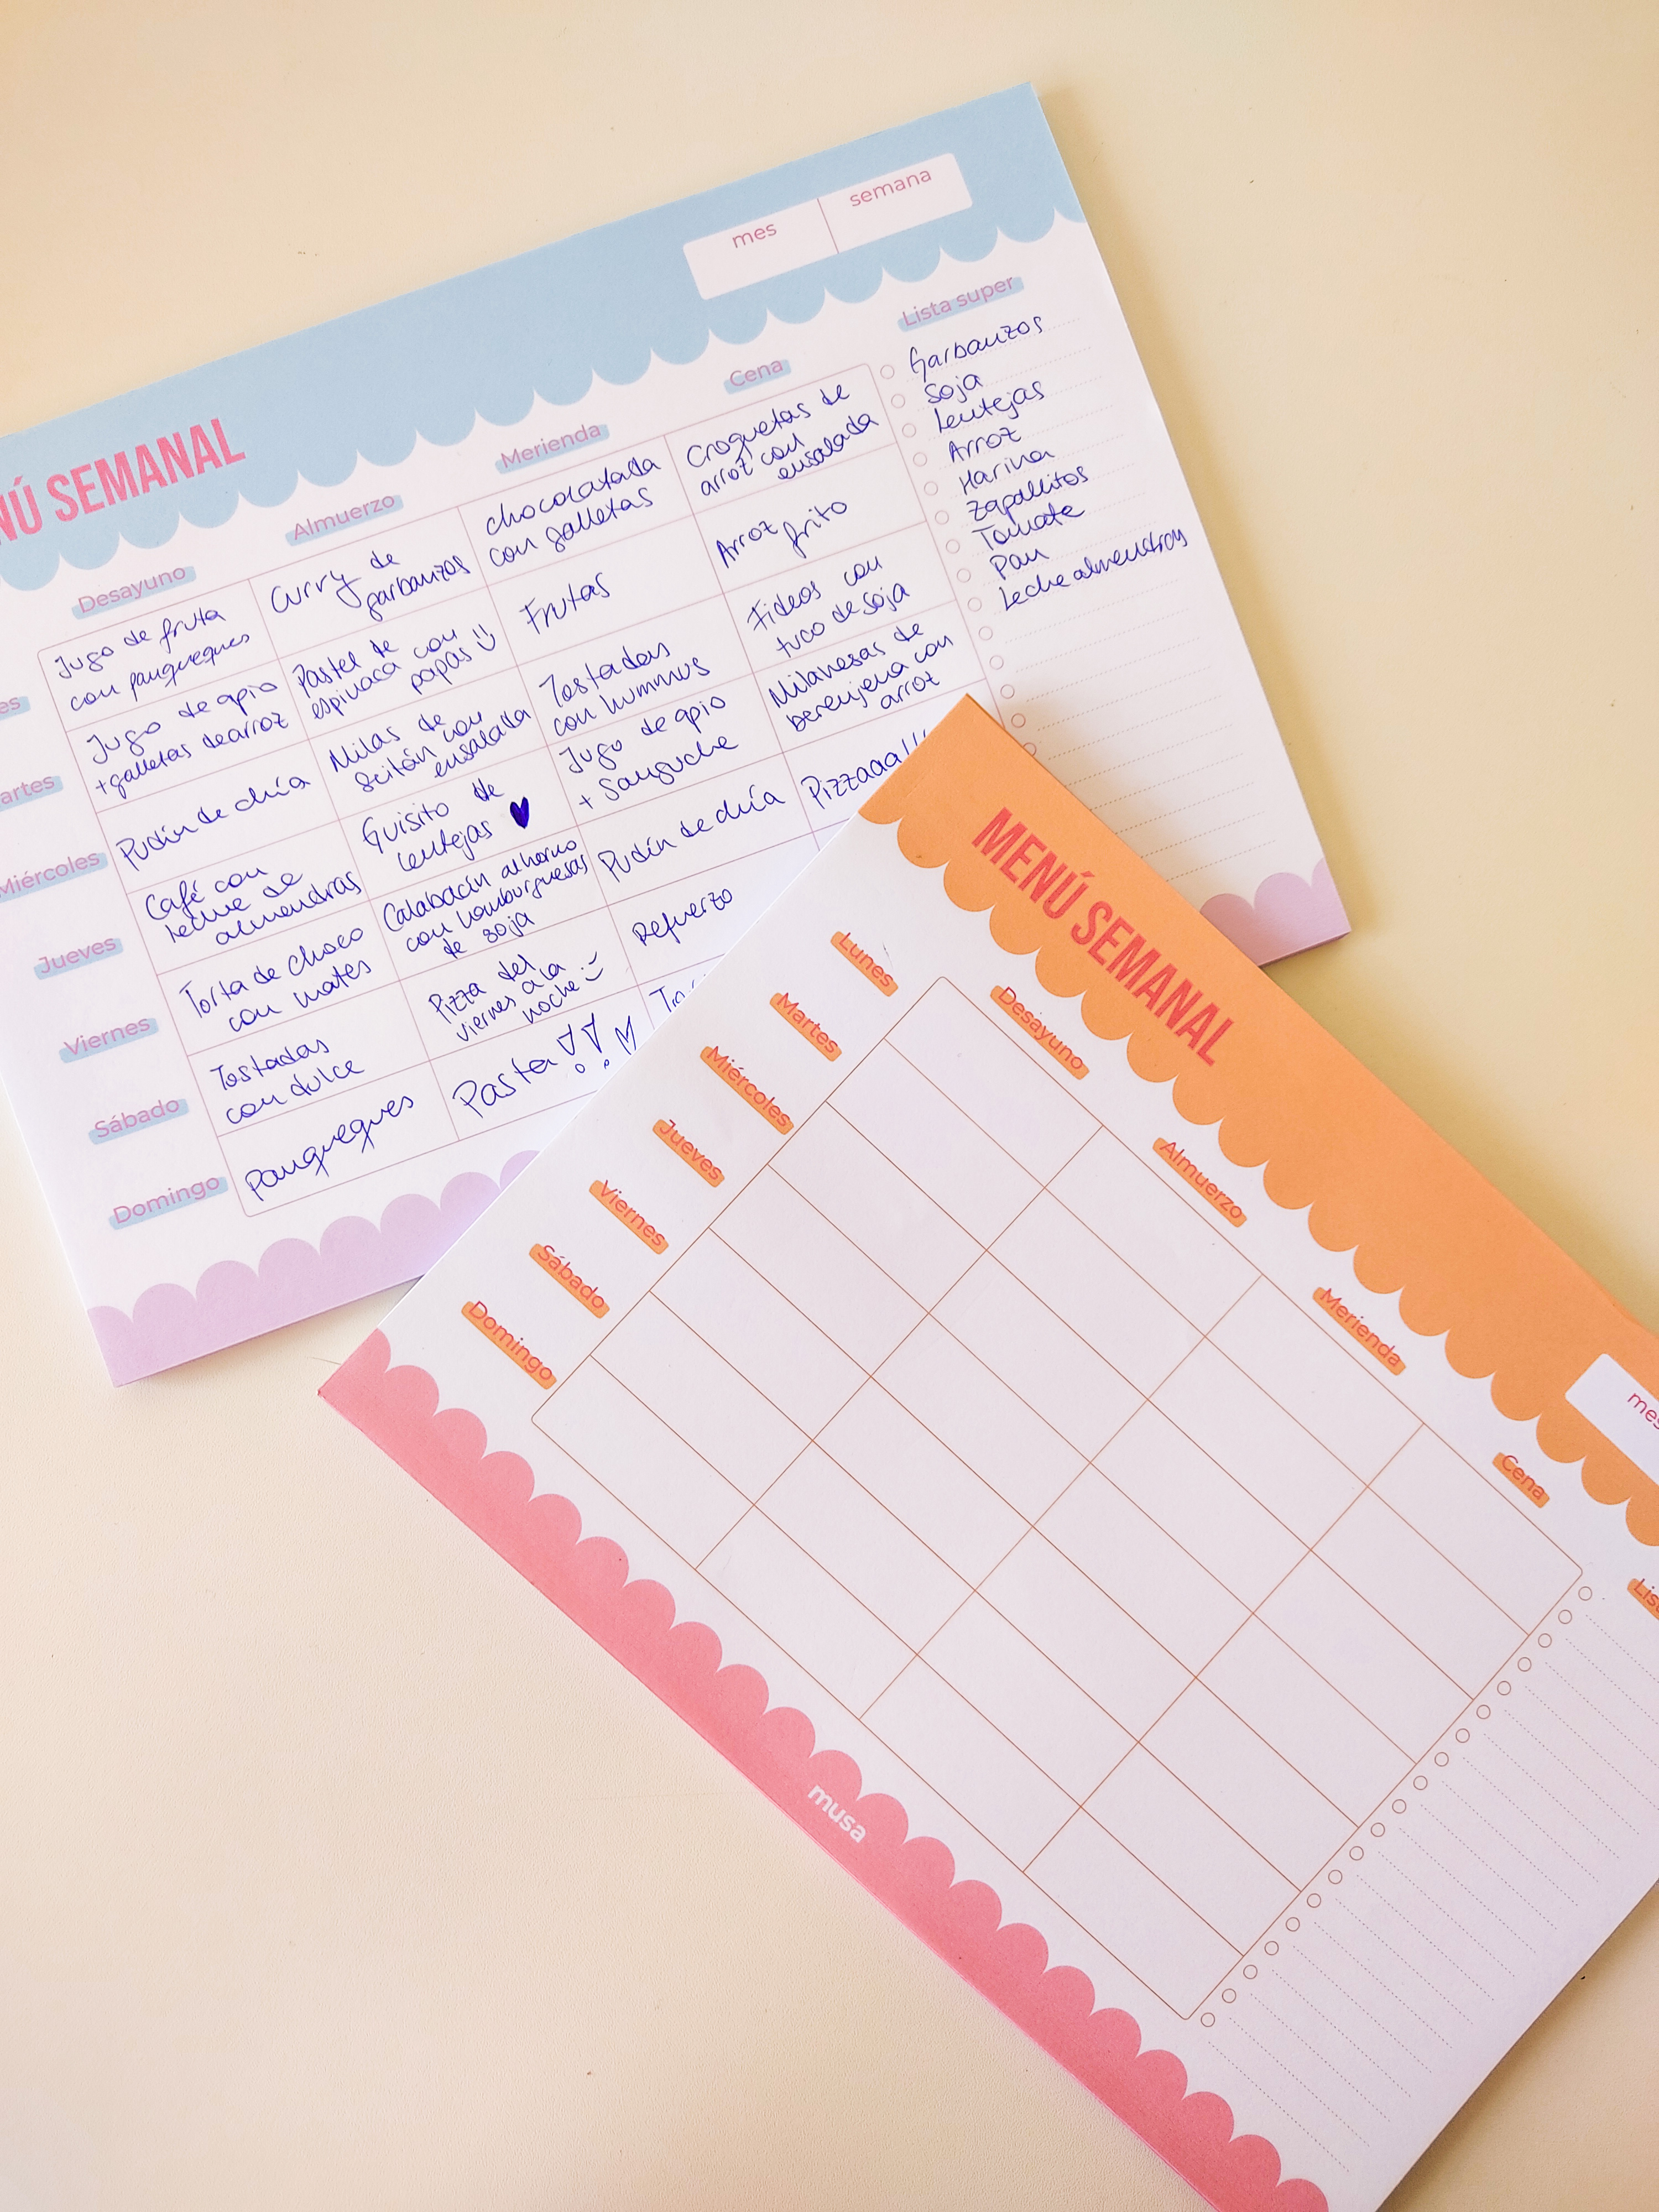 mes
semana
NÚ SEMANAL
Desayuno
Almuerzo
Merienda
Cena
Lista super
es
Jugo de fruta
con panqueques
Curry de
garbanzos
chocolatada
con galletas
Croquetas de
arroz con
ensalada
artes
Jugo de apio
+galletas de arroz
Pastel de
espinaca con
papas
Frutas
Arroz frito
Miércoles
Pudín de chía
Milas de
Seitán con
ensalada
Tostadas
con hummus
Fideos con
tuco de soja
Jueves
Café con
leche de
almendras
Guisito de
lentejas
Jugo de apio
+ Sanguche
Milanesas de
berenjena con
arroz
Viernes
Torta de choco
con mates
Calabacín al horno
con hamburguesas
de soja
Pudín de chía
Pizzaaa!!
Sábado
Tostadas
con dulce
Pizza del
viernes a la
noche :)
Refuerzo
Domingo
Panqueques
Pasta !!
Garbanzos
Soja
Lentejas
Arroz
Harina
Zapallitos
Tomate
Pan
Leche almendras
MENÚ SEMANAL
mes
Desayuno
Almuerzo
Merienda
Cena
Lis
Lunes
Martes
Miércoles
Jueves
Viernes
Sábado
Domingo
musa